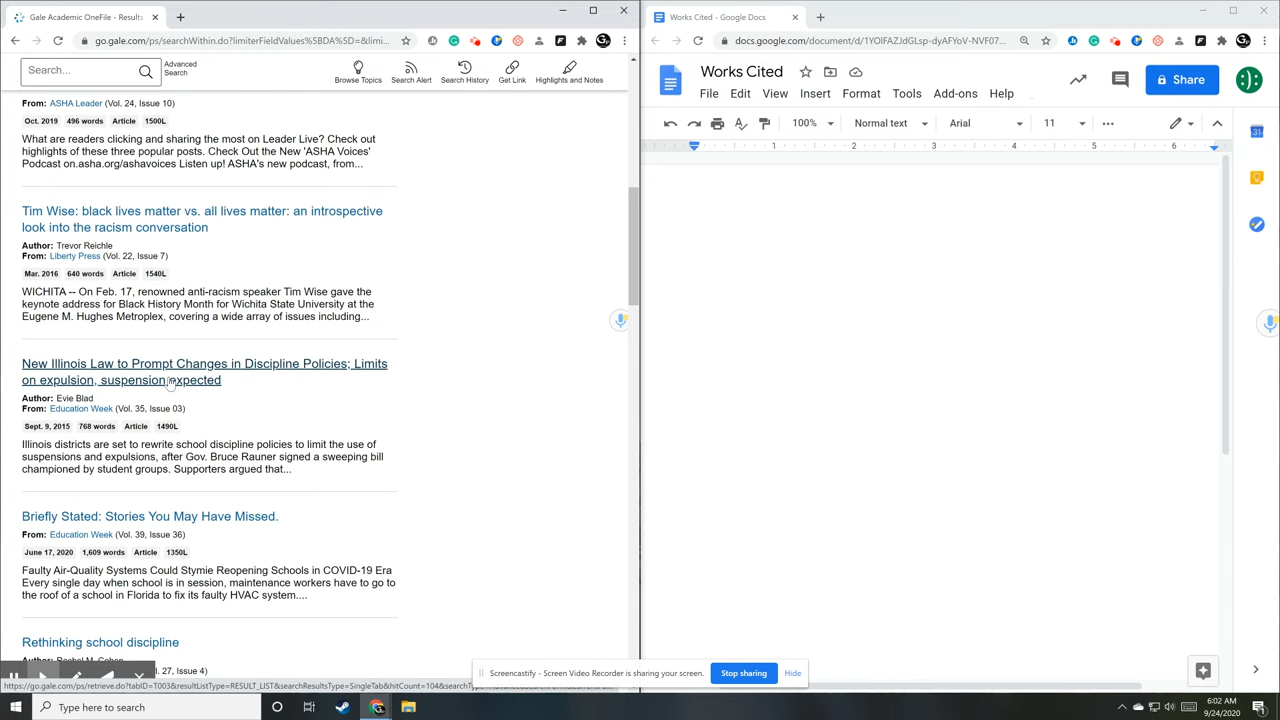 Gale Academic OneFile - Results
Works Cited - Google Docs
go.gale.com/ps/searchWithin.do?limiterFieldValues%5BDA%5D=&limi...
docs.google.com/document/d/1YOlFAZJdGLsp-dyAFYoV-NVF07...
Search...
Advanced
Search
Browse Topics
Search Alert
Search History
Get Link
Highlights and Notes
Works Cited
File Edit View Insert Format Tools Add-ons Help
Share
100%
Normal text
Arial
11
1 2 3 4 5 6
From: ASHA Leader (Vol. 24, Issue 10)
Oct. 2019 496 words Article 1500L
What are readers clicking and sharing the most on Leader Live? Check out
highlights of these three popular posts. Check Out the New 'ASHA Voices'
Podcast on.asha.org/ashavoices Listen up! ASHA's new podcast, from...
Tim Wise: black lives matter vs. all lives matter: an introspective
look into the racism conversation
Author: Trevor Reichle
From: Liberty Press (Vol. 22, Issue 7)
Mar. 2016 640 words Article 1540L
WICHITA -- On Feb. 17, renowned anti-racism speaker Tim Wise gave the
keynote address for Black History Month for Wichita State University at the
Eugene M. Hughes Metroplex, covering a wide array of issues including...
New Illinois Law to Prompt Changes in Discipline Policies; Limits
on expulsion, suspension expected
Author: Evie Blad
From: Education Week (Vol. 35, Issue 03)
Sept. 9, 2015 768 words Article 1490L
Illinois districts are set to rewrite school discipline policies to limit the use of
suspensions and expulsions, after Gov. Bruce Rauner signed a sweeping bill
championed by student groups. Supporters argued that...
Briefly Stated: Stories You May Have Missed.
From: Education Week (Vol. 39, Issue 36)
June 17, 2020 1,609 words Article 1350L
Faulty Air-Quality Systems Could Stymie Reopening Schools in COVID-19 Era
Every single day when school is in session, maintenance workers have to go to
the roof of a school in Florida to fix its faulty HVAC system....
Rethinking school discipline
. 27, Issue 4)
Screencastify - Screen Video Recorder is sharing your screen.
Stop sharing
Hide
Type here to search
6:02 AM
9/24/2020